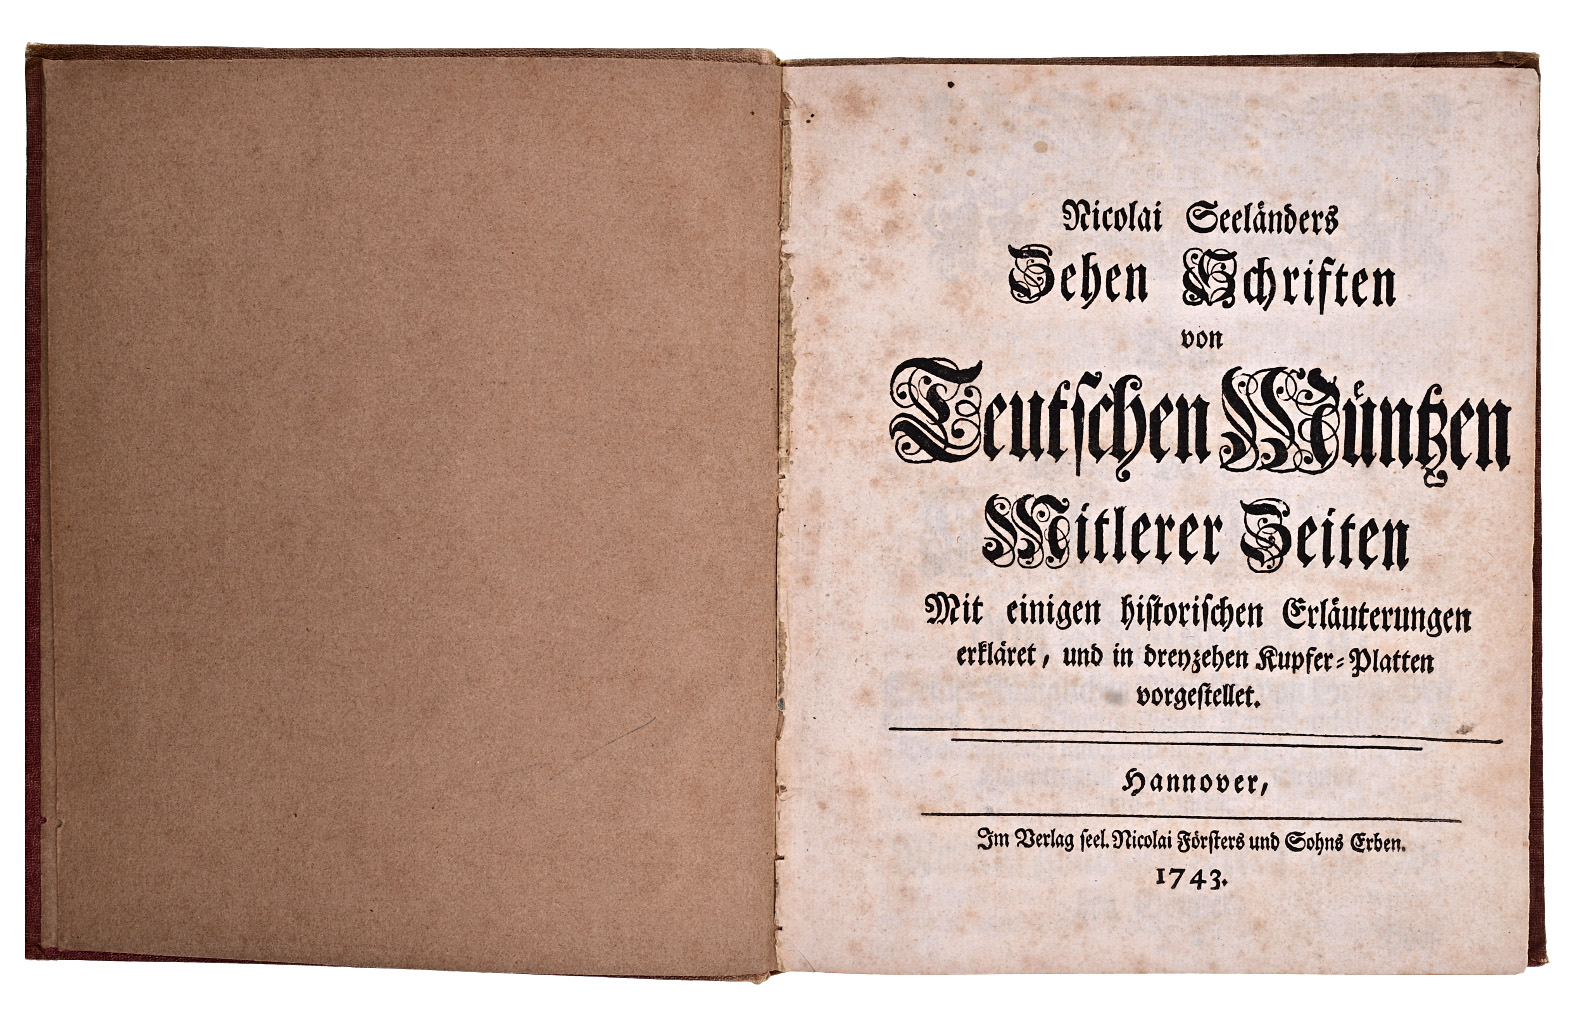 Nicolai Seeländers
Zehen Schriften
von
Teutschen Müntzen
Mitlerer Zeiten
Mit einigen historischen Erläuterungen
erkläret, und in dreyzehen Kupfer-Platten
vorgestellet.
Hannover,
Im Verlag seel. Nicolai Försters und Sohns Erben.
1743.